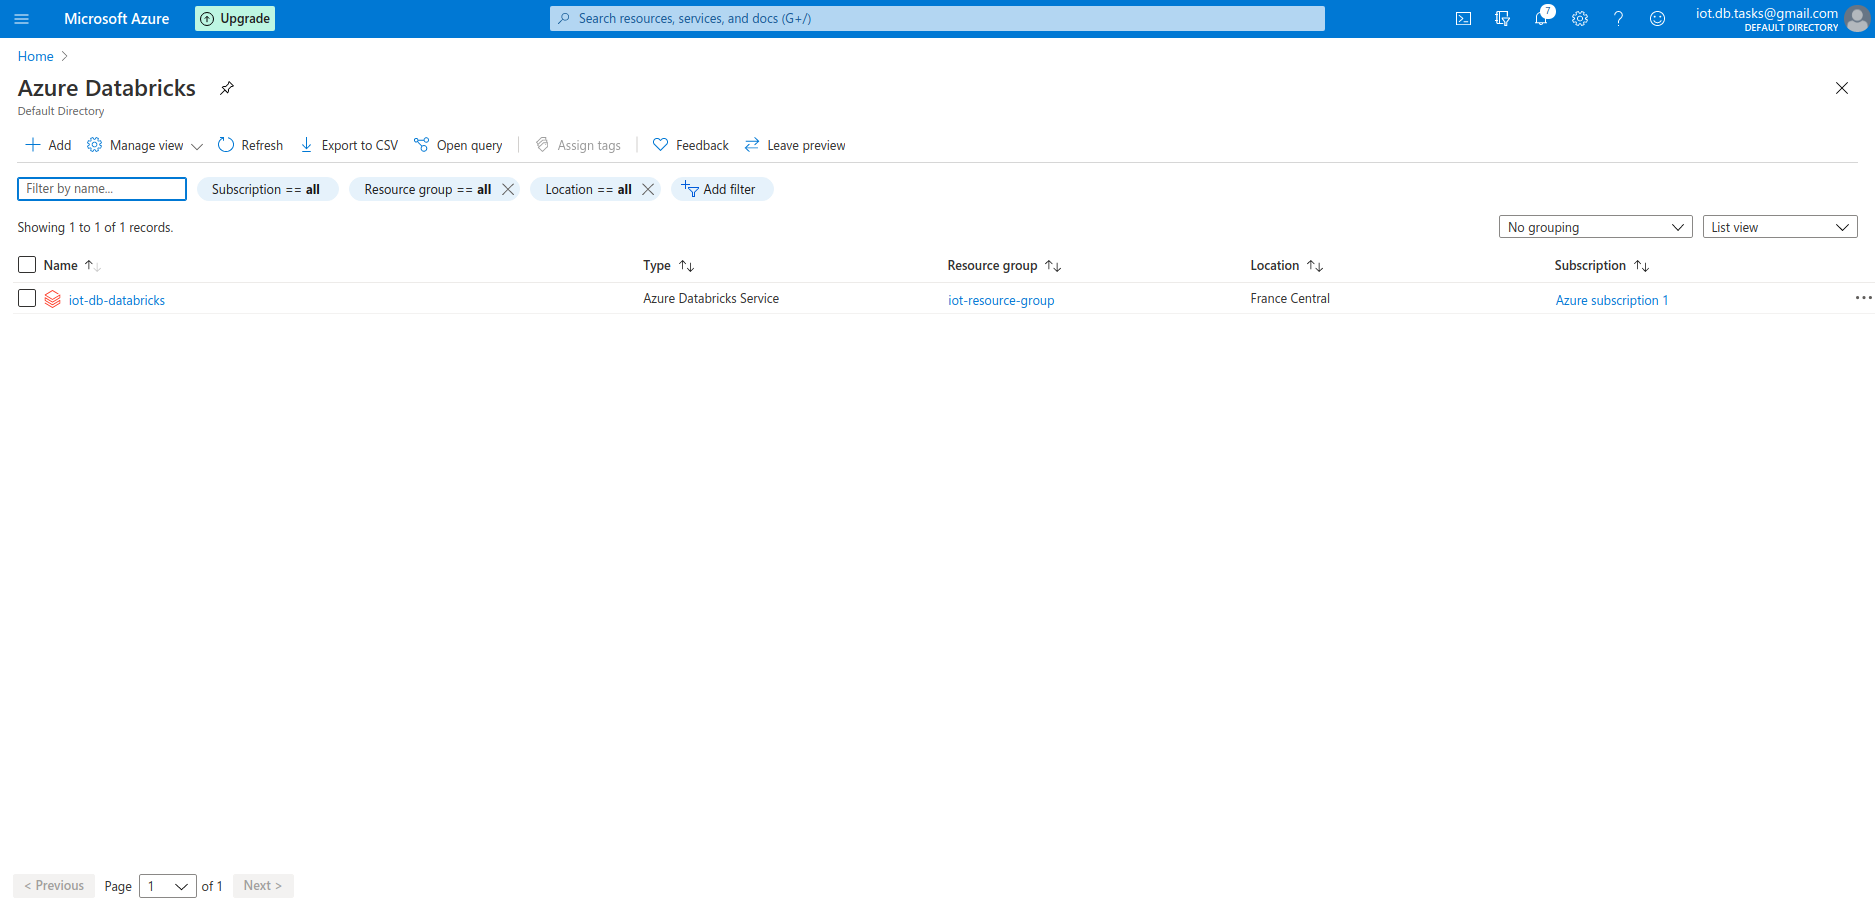 Microsoft Azure Upgrade Search resources, services, and docs (G+/) 7 iot.db.tasks@gmail.com
DEFAULT DIRECTORY
Home >
Azure Databricks
Default Directory
Add Manage view Refresh Export to CSV Open query Assign tags Feedback Leave preview
Filter by name... Subscription == all Resource group == all Location == all Add filter
Showing 1 to 1 of 1 records. No grouping List view
Name ↑↓ Type ↑↓ Resource group ↑↓ Location ↑↓ Subscription ↑↓
iot-db-databricks Azure Databricks Service iot-resource-group France Central Azure subscription 1 ...
< Previous Page 1 of 1 Next >